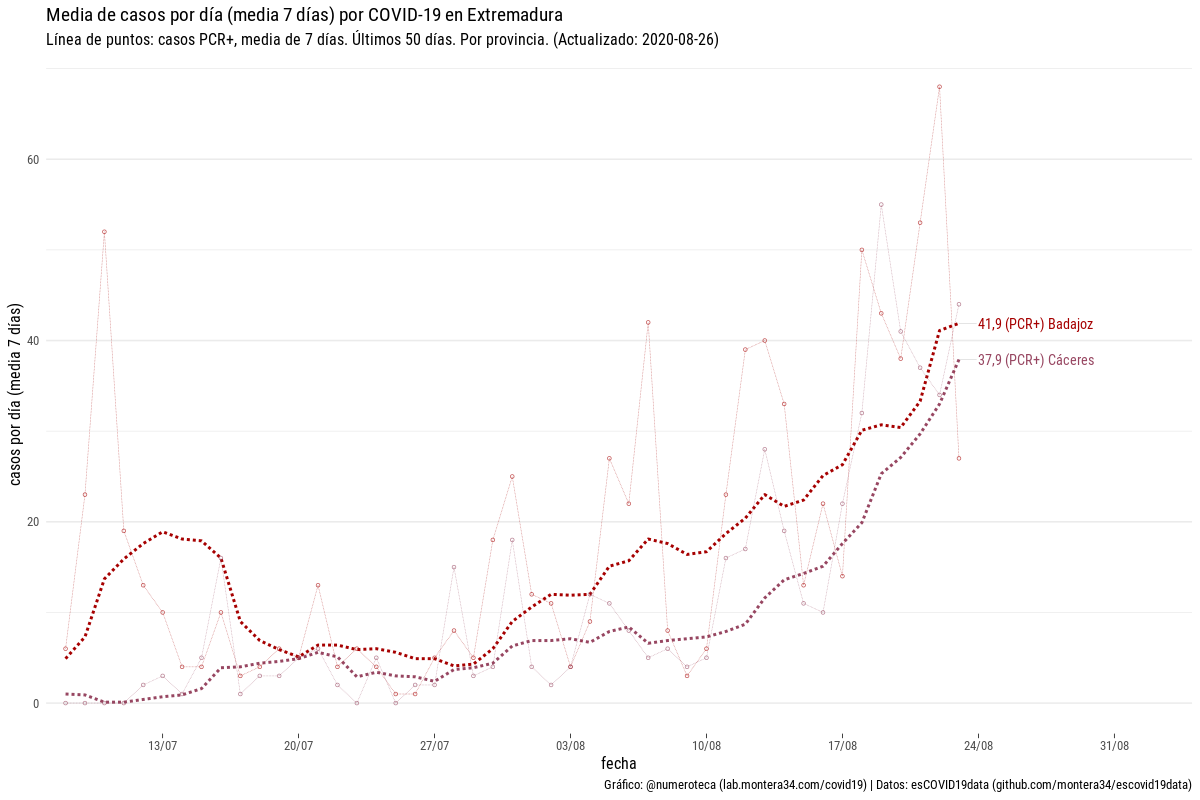 Media de casos por día (media 7 días) por COVID-19 en Extremadura
Línea de puntos: casos PCR+, media de 7 días. Últimos 50 días. Por provincia. (Actualizado: 2020-08-26)
casos por día (media 7 días)
60
40
20
0
41,9 (PCR+) Badajoz
37,9 (PCR+) Cáceres
13/07
20/07
27/07
03/08
10/08
17/08
24/08
31/08
fecha
Gráfico: @numeroteca (lab.montera34.com/covid19) | Datos: esCOVID19data (github.com/montera34/escovid19data)